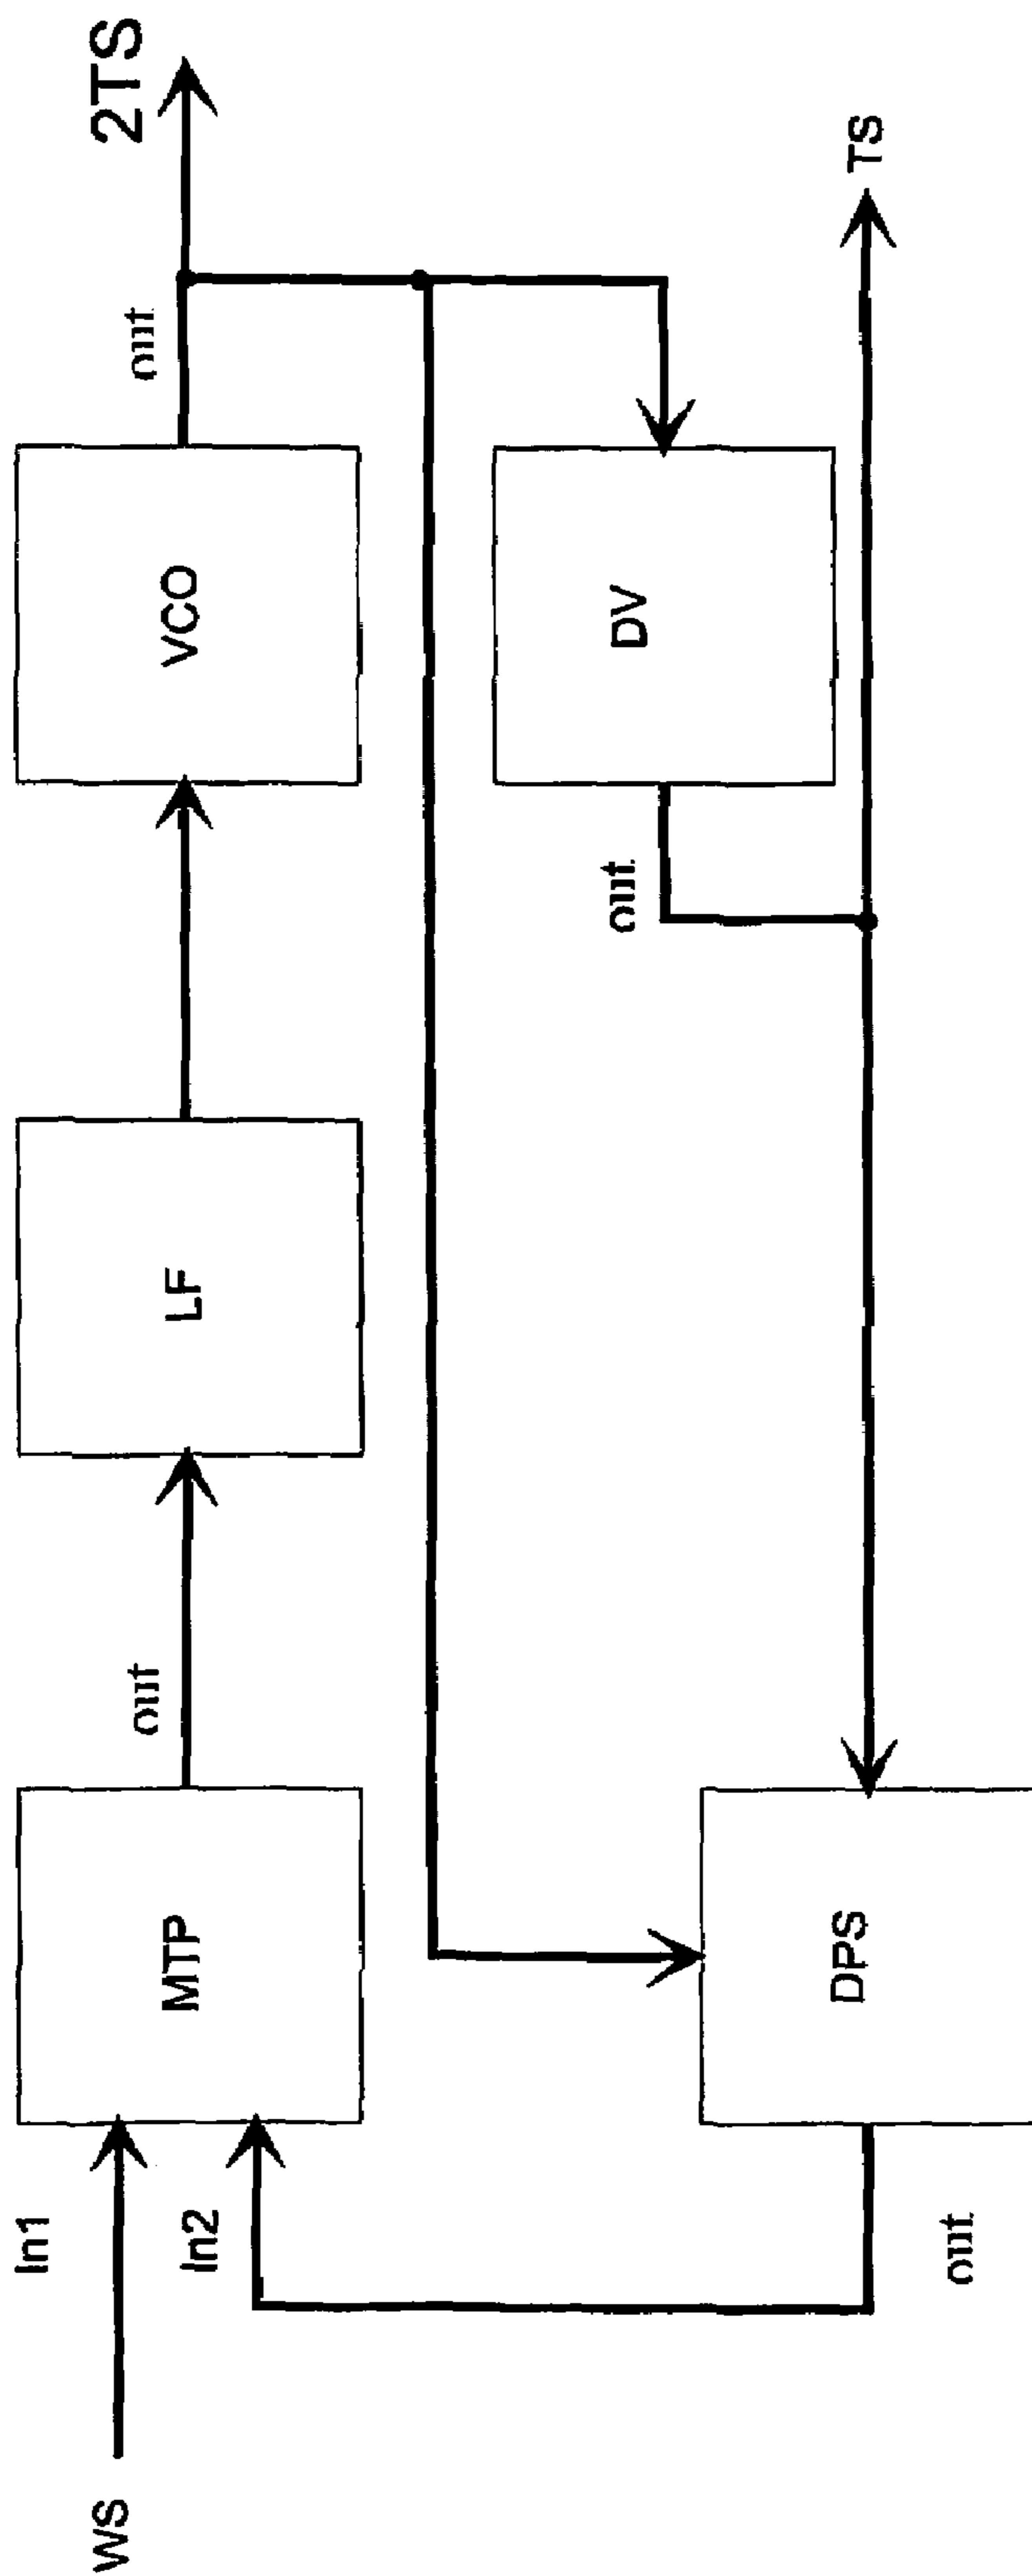 WS
In1
In2
MTP
out
LF
VCO
out
2TS
DV
out
DPS
out
TS